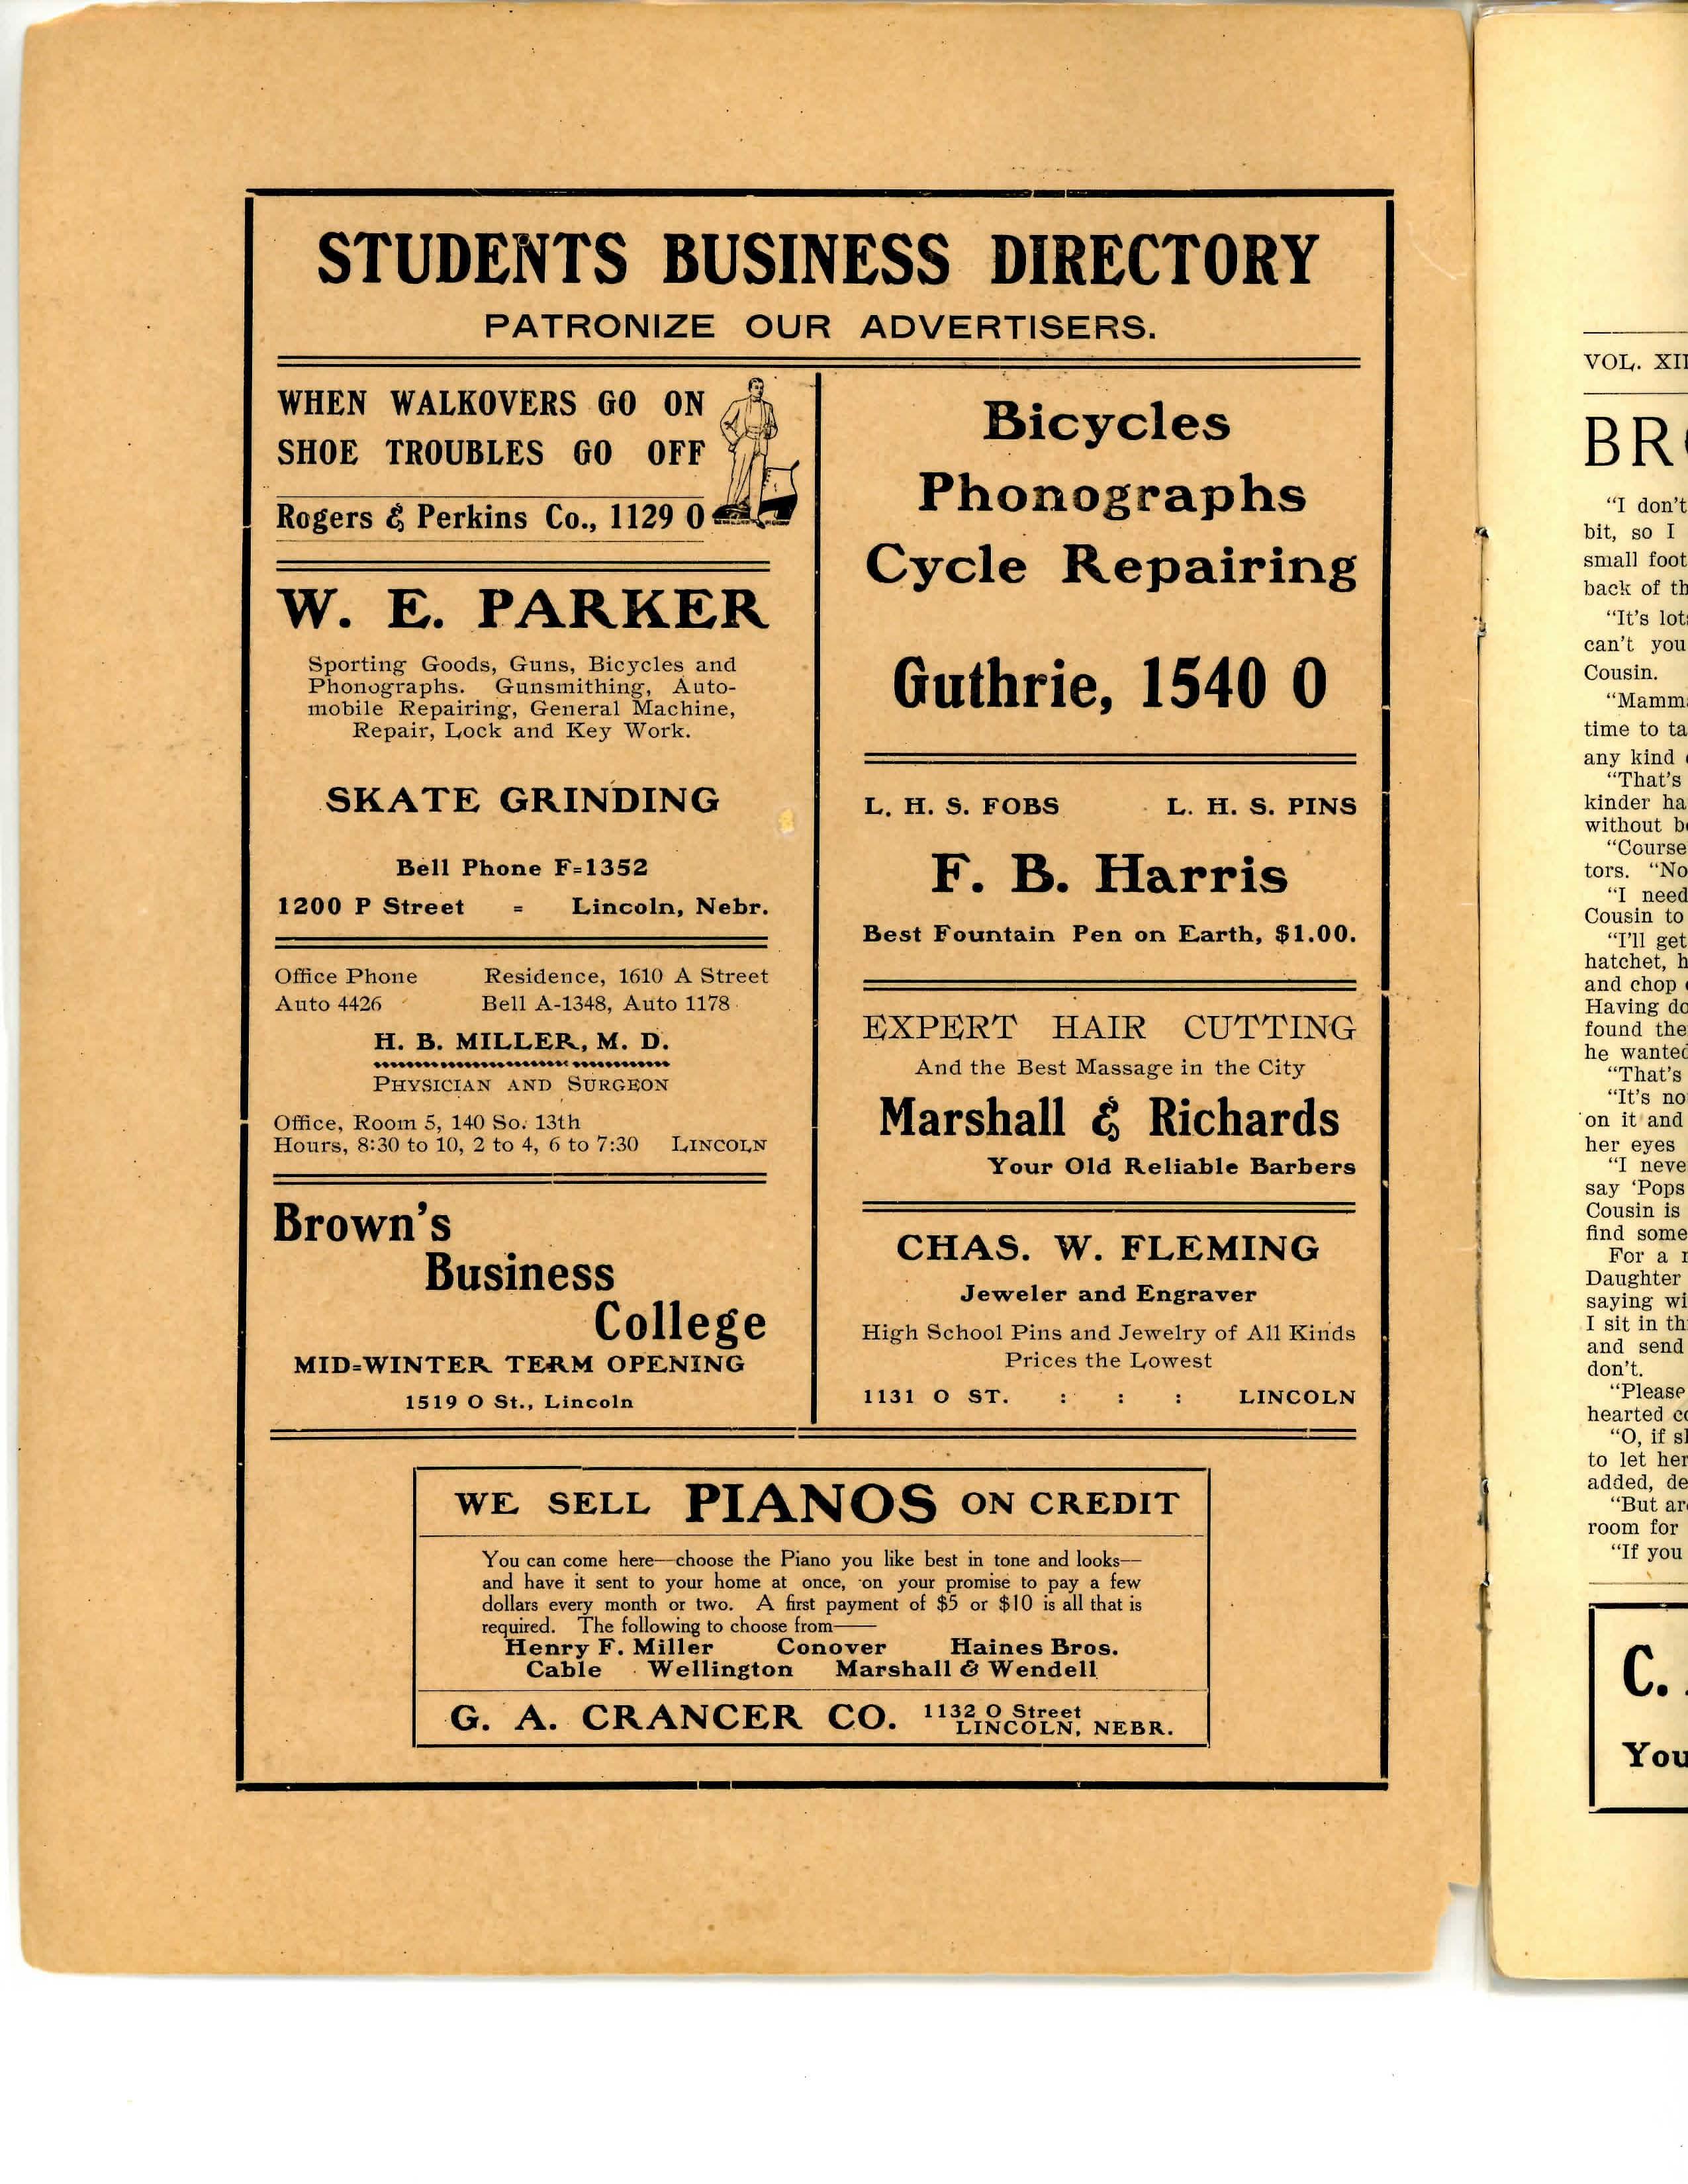 STUDENTS BUSINESS DIRECTORY
PATRONIZE OUR ADVERTISERS.
WHEN WALKOVERS GO ON
SHOE TROUBLES GO OFF
Rogers & Perkins Co., 1129 O
W. E. PARKER
Sporting Goods, Guns, Bicycles and
Phonographs. Gunsmithing, Auto-
mobile Repairing, General Machine,
Repair, Lock and Key Work.
SKATE GRINDING
Bell Phone F=1352
1200 P Street = Lincoln, Nebr.
Office Phone Residence, 1610 A Street
Auto 4426 Bell A-1348, Auto 1178
H. B. MILLER, M. D.
PHYSICIAN AND SURGEON
Office, Room 5, 140 So. 13th
Hours, 8:30 to 10, 2 to 4, 6 to 7:30 LINCOLN
Brown's
Business
College
MID=WINTER TERM OPENING
1519 O St., Lincoln
Bicycles
Phonographs
Cycle Repairing
Guthrie, 1540 O
L. H. S. FOBS L. H. S. PINS
F. B. Harris
Best Fountain Pen on Earth, $1.00.
EXPERT HAIR CUTTING
And the Best Massage in the City
Marshall & Richards
Your Old Reliable Barbers
CHAS. W. FLEMING
Jeweler and Engraver
High School Pins and Jewelry of All Kinds
Prices the Lowest
1131 O ST. : : : LINCOLN
WE SELL PIANOS ON CREDIT
You can come here—choose the Piano you like best in tone and looks—
and have it sent to your home at once, on your promise to pay a few
dollars every month or two. A first payment of $5 or $10 is all that is
required. The following to choose from——
Henry F. Miller Conover Haines Bros.
Cable Wellington Marshall & Wendell
G. A. CRANCER CO. 1132 O Street
LINCOLN, NEBR.
VOL. XII
BR
"I don't
bit, so I
small foot
back of th
"It's lot
can't you
Cousin.
"Mamm
time to ta
any kind
"That's
kinder ha
without b
"Course
tors. "No
"I need
Cousin to
"I'll get
hatchet, h
and chop
Having do
found the
he wanted
"That's
"It's no
on it and
her eyes
"I neve
say 'Pops
Cousin is
find some
For a
Daughter
saying wi
I sit in th
and send
don't.
"Please
hearted c
"O, if s
to let her
added, de
"But ar
room for
"If you
C.
You